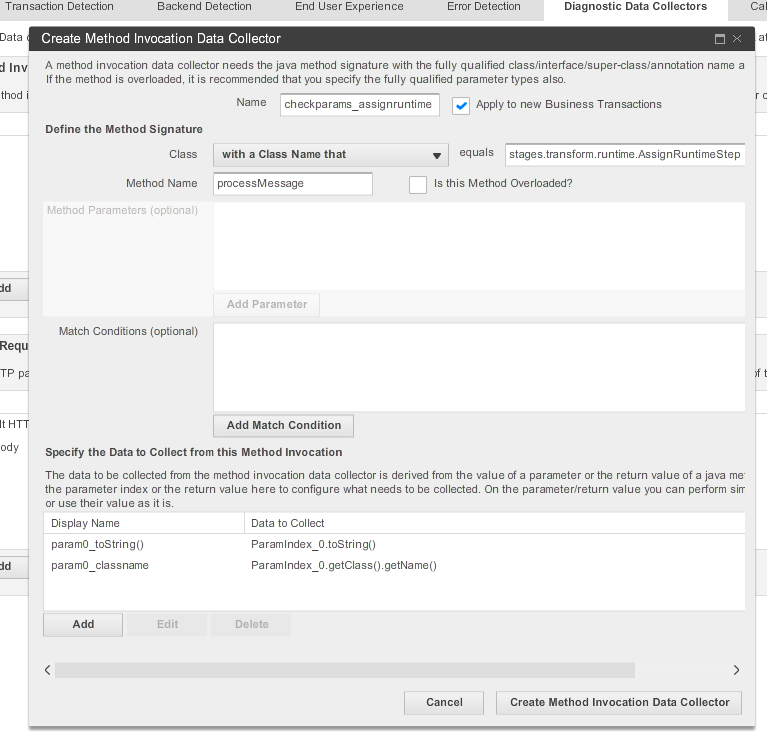 Transaction Detection Backend Detection End User Experience Error Detection Diagnostic Data Collectors Cal
Data c
Create Method Invocation Data Collector
d Inv
thod i
A method invocation data collector needs the java method signature with the fully qualified class/interface/super-class/annotation name a
If the method is overloaded, it is recommended that you specify the fully qualified parameter types also.
Name checkparams_assignruntime Apply to new Business Transactions
Define the Method Signature
Class with a Class Name that equals stages.transform.runtime.AssignRuntimeStep
Method Name processMessage Is this Method Overloaded?
Method Parameters (optional)
dd
Add Parameter
Match Conditions (optional)
Requ
TP pa
of t
Add Match Condition
lt HTT
ody
Specify the Data to Collect from this Method Invocation
The data to be collected from the method invocation data collector is derived from the value of a parameter or the return value of a java me
the parameter index or the return value here to configure what needs to be collected. On the parameter/return value you can perform sim
or use their value as it is.
Display Name Data to Collect
param0_toString() ParamIndex_0.toString()
param0_classname ParamIndex_0.getClass().getName()
dd
Add Edit Delete
Cancel Create Method Invocation Data Collector